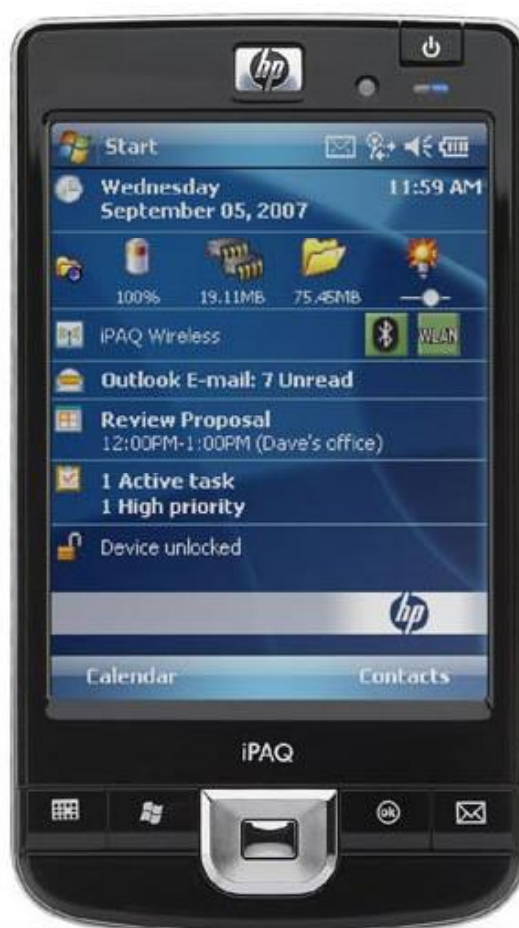 hp
Start
Wednesday 11:59 AM
September 05, 2007
100% 19.11MB 75.45MB
iPAQ Wireless WLAN
Outlook E-mail: 7 Unread
Review Proposal
12:00PM-1:00PM (Dave's office)
1 Active task
1 High priority
Device unlocked
hp
Calendar Contacts
iPAQ
ok